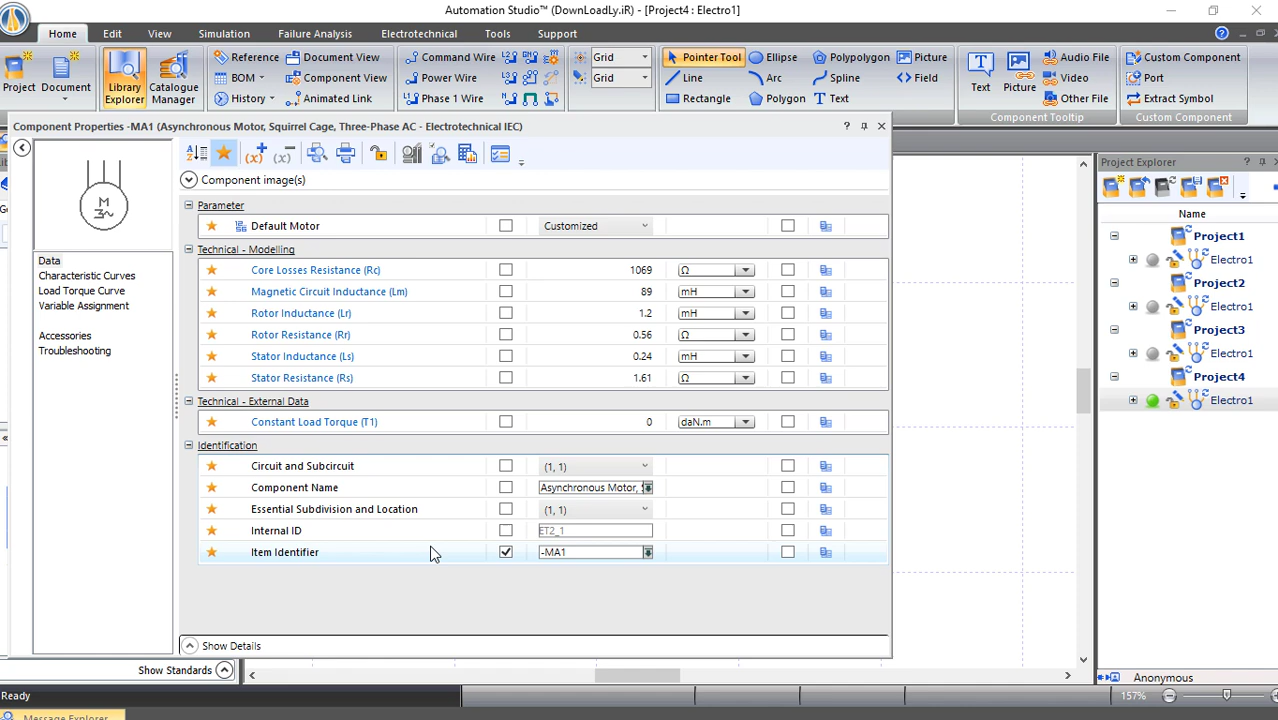 Automation Studio™ (DownLoadLy.iR) - [Project4 : Electro1]
Home Edit View Simulation Failure Analysis Electrotechnical Tools Support
Reference Document View Command Wire Grid Pointer Tool Ellipse Polypolygon Picture Audio File Custom Component
Project Document Library Explorer Catalogue Manager BOM Component View Power Wire Grid Line Arc Spline Field Text Picture Video Port
History Animated Link Phase 1 Wire Rectangle Polygon Text Other File Extract Symbol
Component Tooltip Custom Component
Component Properties -MA1 (Asynchronous Motor, Squirrel Cage, Three-Phase AC - Electrotechnical IEC)
Project Explorer
Component image(s)
M
3~
Name
Parameter
Default Motor Customized
Technical - Modelling
Core Losses Resistance (Rc) 1069 Ω
Magnetic Circuit Inductance (Lm) 89 mH
Rotor Inductance (Lr) 1.2 mH
Rotor Resistance (Rr) 0.56 Ω
Stator Inductance (Ls) 0.24 mH
Stator Resistance (Rs) 1.61 Ω
Technical - External Data
Constant Load Torque (T1) 0 daN.m
Identification
Circuit and Subcircuit (1, 1)
Component Name Asynchronous Motor,
Essential Subdivision and Location (1, 1)
Internal ID ET2_1
Item Identifier -MA1
Show Details
Data
Characteristic Curves
Load Torque Curve
Variable Assignment
Accessories
Troubleshooting
Project1
Electro1
Project2
Electro1
Project3
Electro1
Project4
Electro1
Show Standards
Anonymous
Ready
157%
Message Explorer